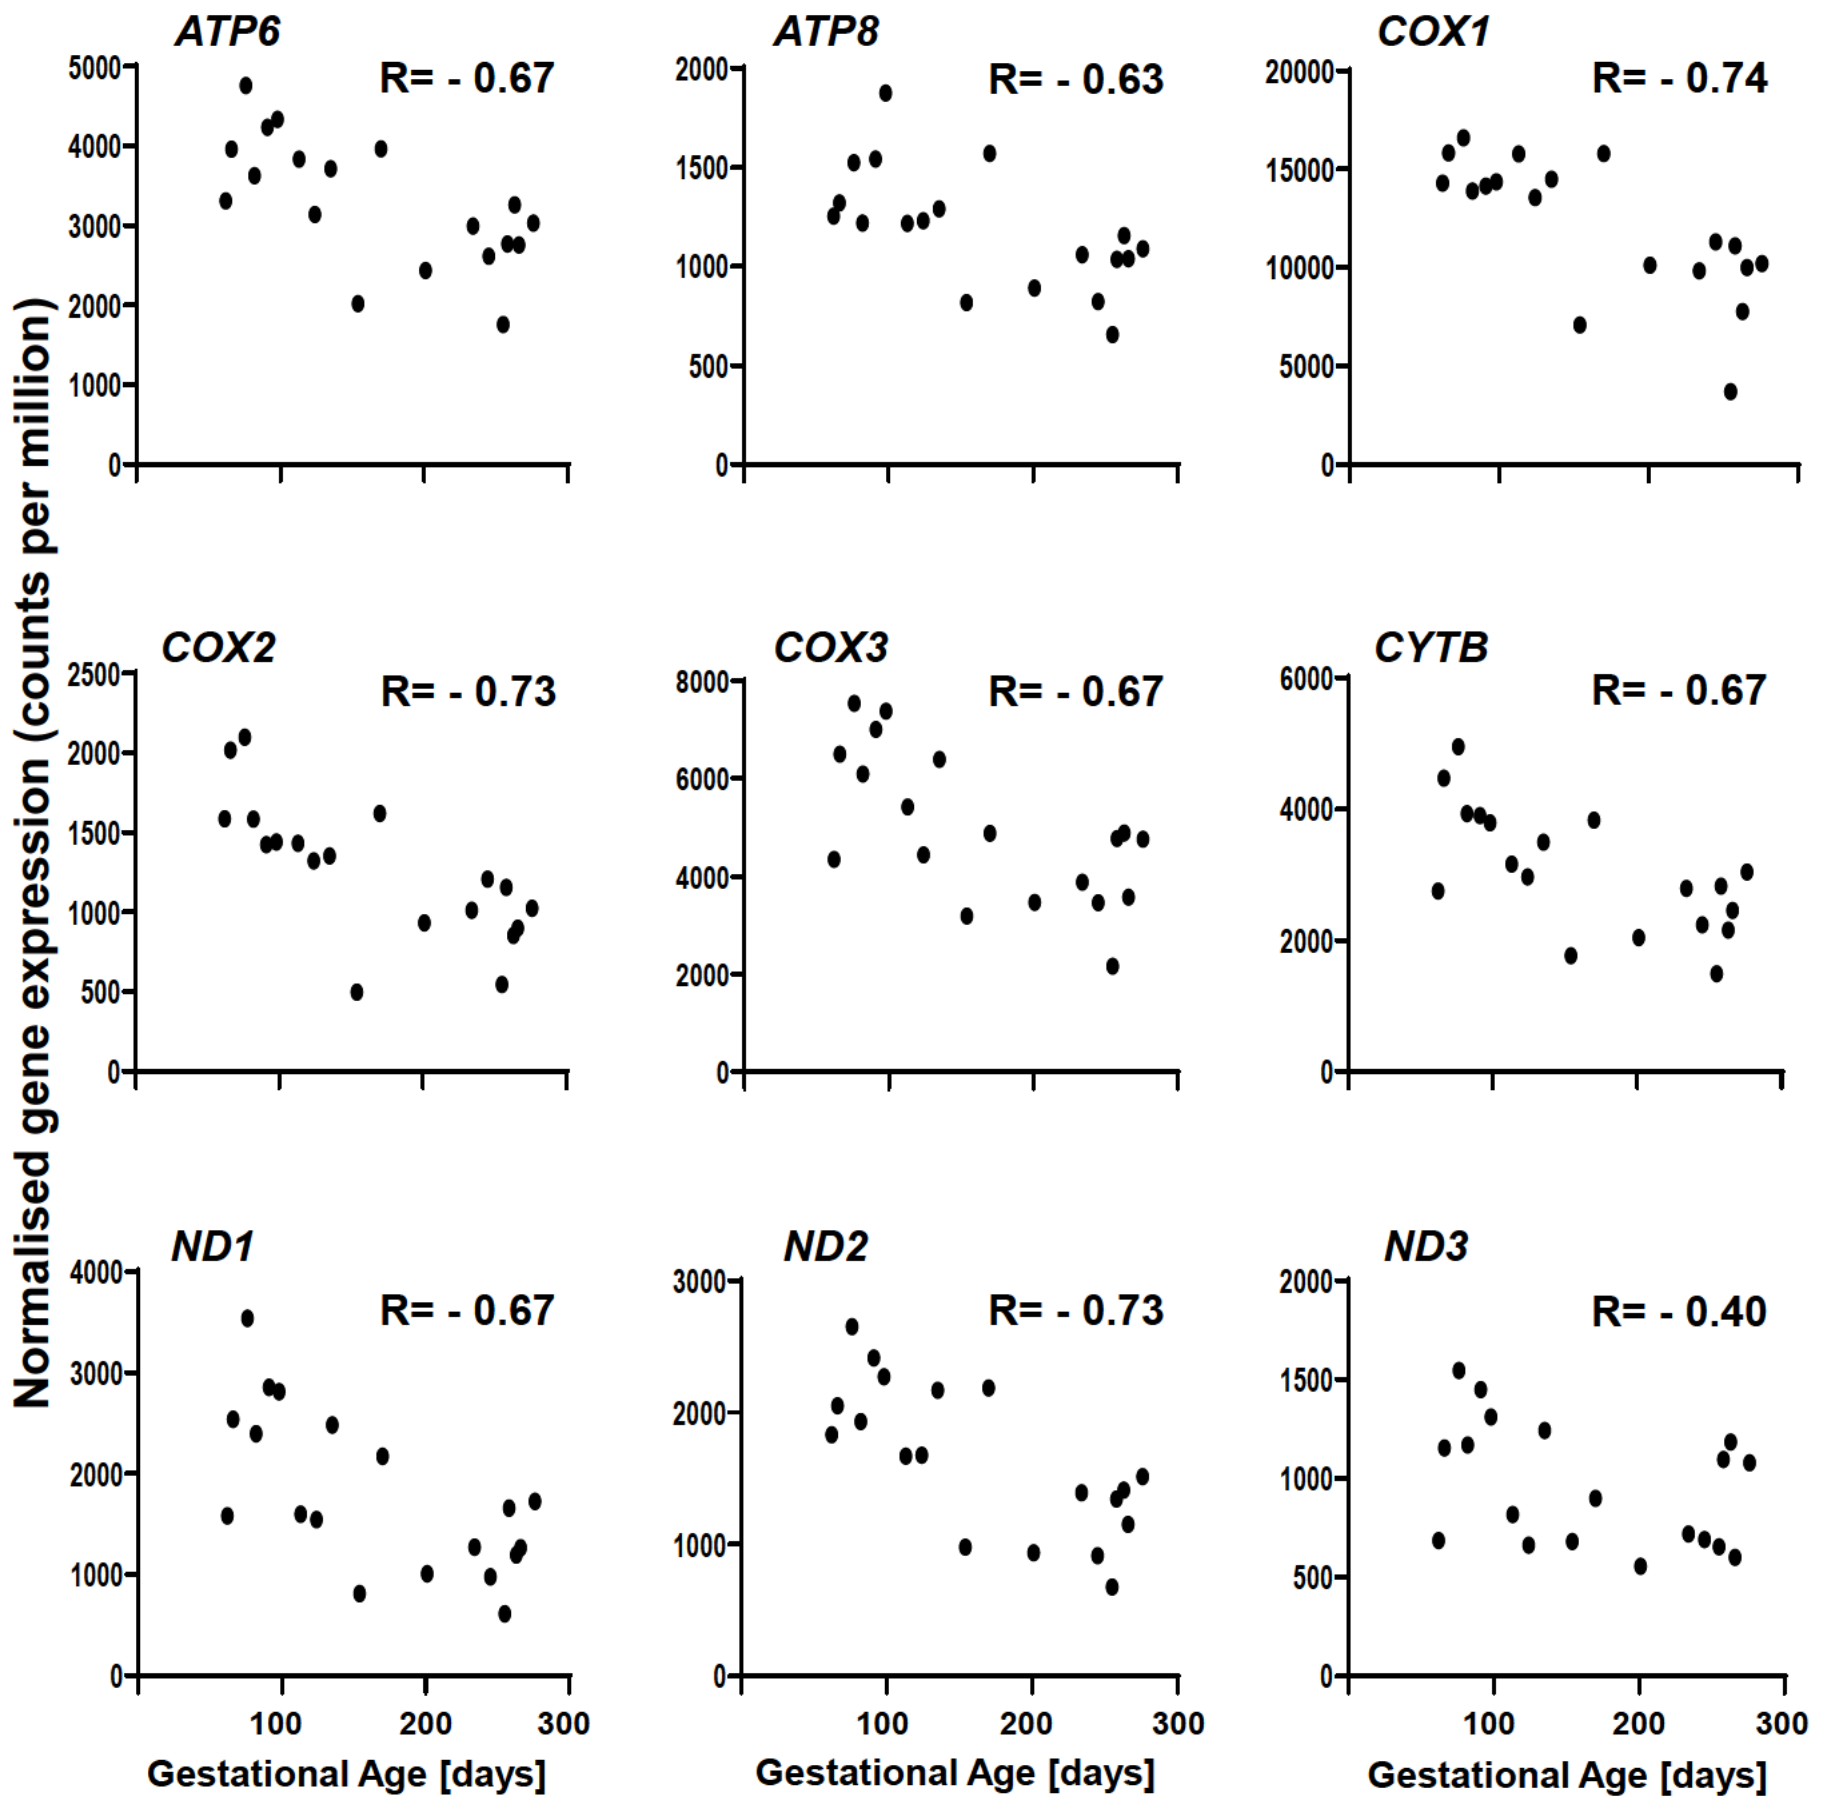 Normalised gene expression (counts per million)
ATP6
R= - 0.67
5000
4000
3000
2000
1000
0
ATP8
R= - 0.63
2000
1500
1000
500
0
COX1
R= - 0.74
20000
15000
10000
5000
0
COX2
R= - 0.73
2500
2000
1500
1000
500
0
COX3
R= - 0.67
8000
6000
4000
2000
0
CYTB
R= - 0.67
6000
4000
2000
0
ND1
R= - 0.67
4000
3000
2000
1000
0
100 200 300
Gestational Age [days]
ND2
R= - 0.73
3000
2000
1000
0
100 200 300
Gestational Age [days]
ND3
R= - 0.40
2000
1500
1000
500
0
100 200 300
Gestational Age [days]